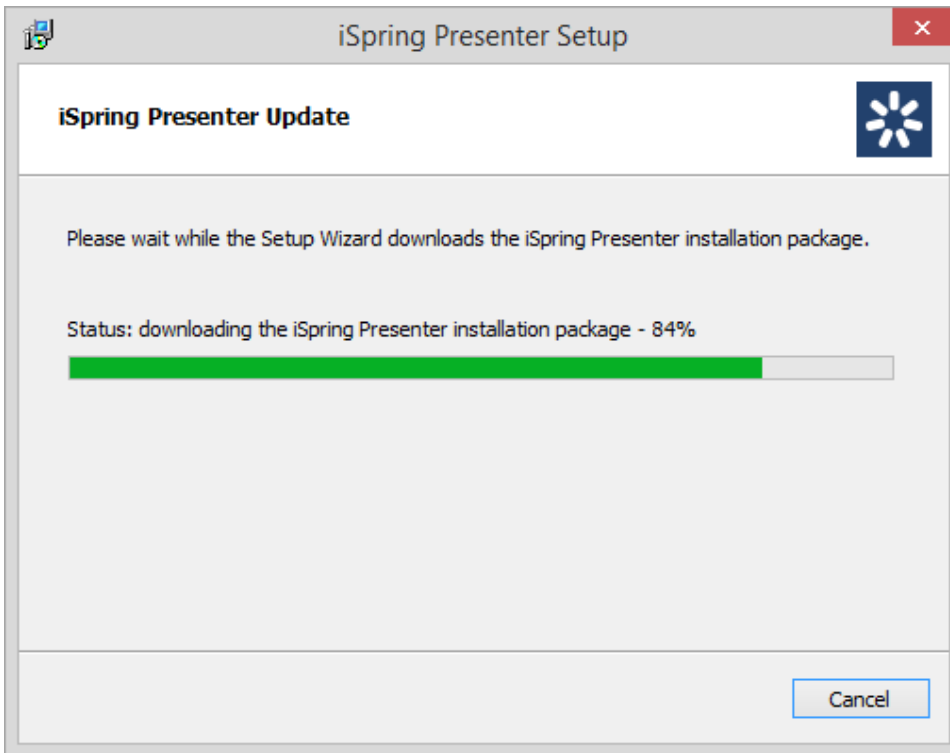 iSpring Presenter Setup
iSpring Presenter Update
Please wait while the Setup Wizard downloads the iSpring Presenter installation package.
Status: downloading the iSpring Presenter installation package - 84%
Cancel